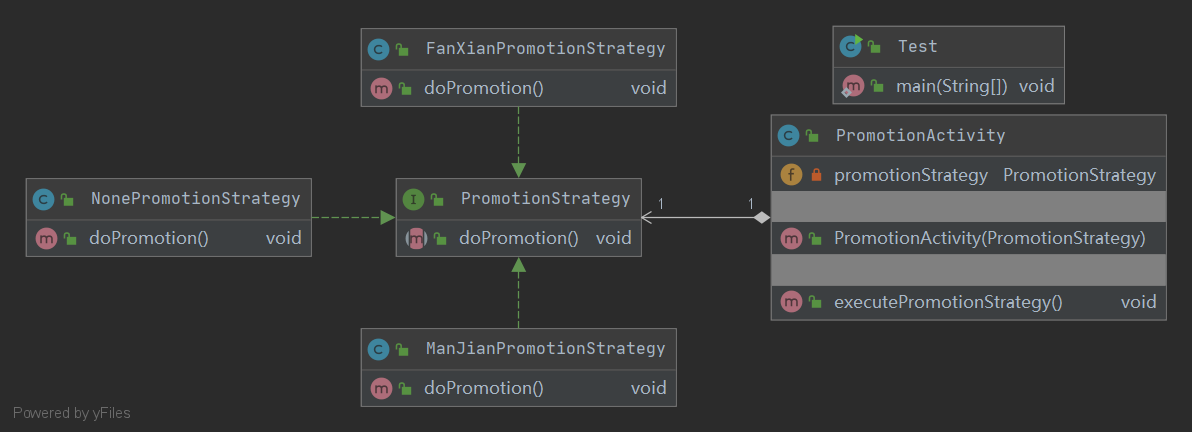 FanXianPromotionStrategy
doPromotion() void
Test
main(String[]) void
PromotionActivity
promotionStrategy PromotionStrategy
PromotionActivity(PromotionStrategy)
executePromotionStrategy() void
NonePromotionStrategy
doPromotion() void
PromotionStrategy
doPromotion() void
1 1
ManJianPromotionStrategy
doPromotion() void
Powered by yFiles